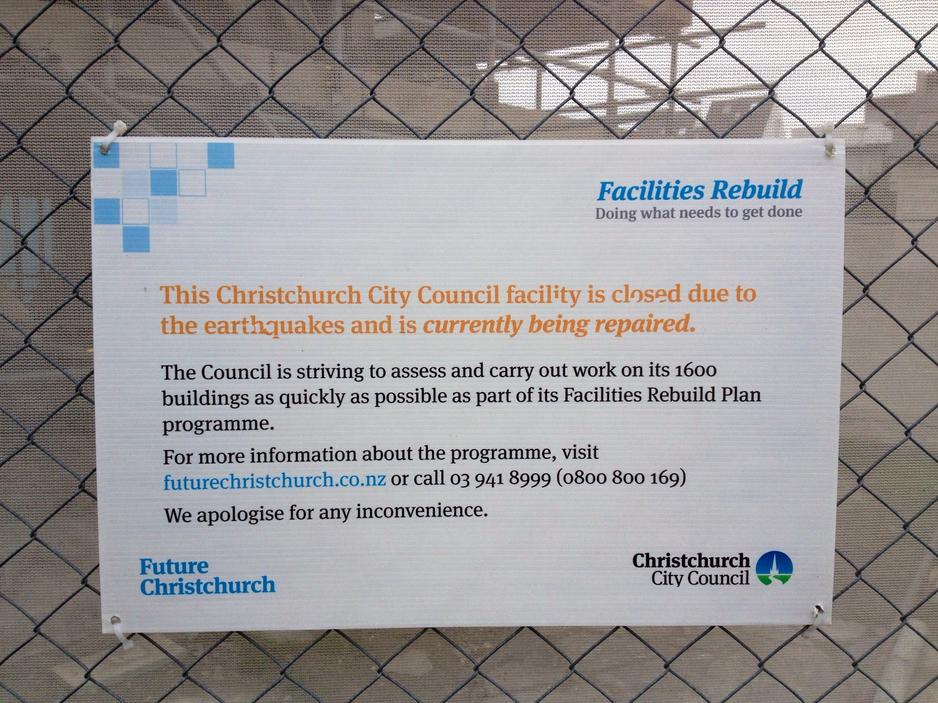 Facilities Rebuild
Doing what needs to get done
This Christchurch City Council facility is closed due to
the earthquakes and is currently being repaired.
The Council is striving to assess and carry out work on its 1600
buildings as quickly as possible as part of its Facilities Rebuild Plan
programme.
For more information about the programme, visit
futurechristchurch.co.nz or call 03 941 8999 (0800 800 169)
We apologise for any inconvenience.
Future
Christchurch
Christchurch
City Council